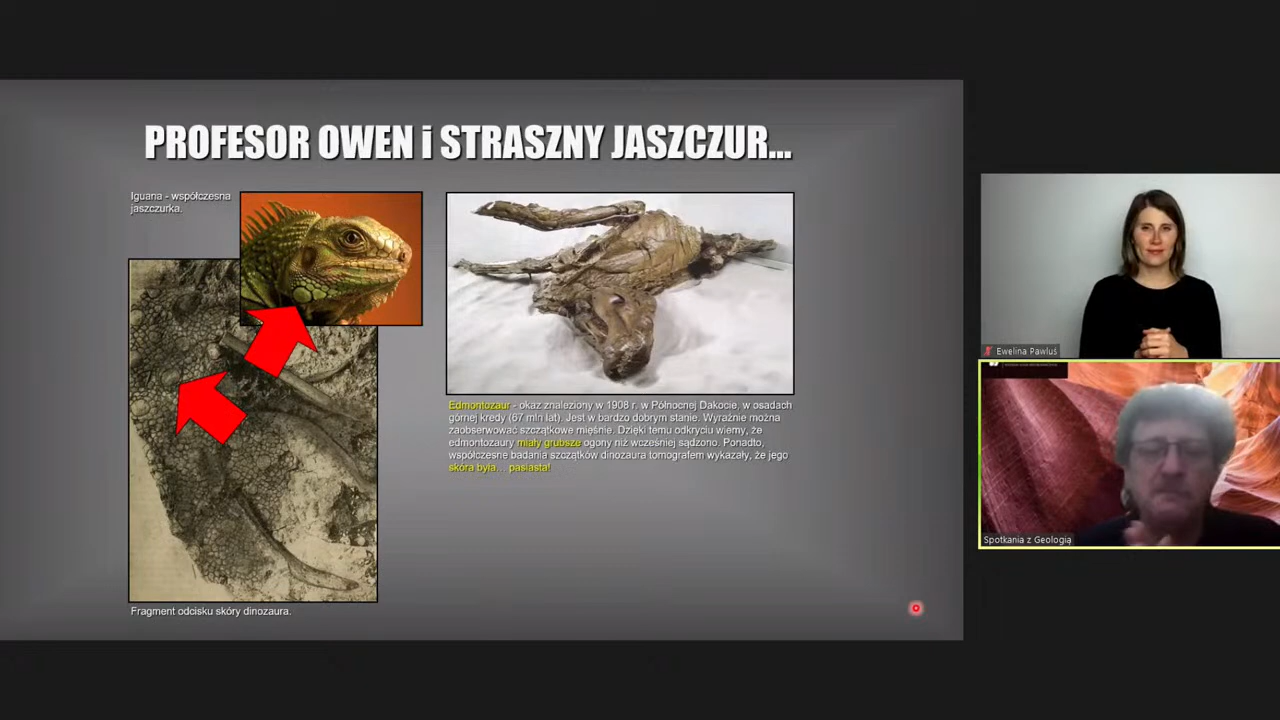 PROFESOR OWEN i STRASZNY JASZCZUR...
Iguana - współczesna
jaszczurka.
Edmontozaur - okaz znaleziony w 1908 r. w Północnej Dakocie, w osadach
górnej kredy (67 mln lat). Jest w bardzo dobrym stanie. Wyraźnie można
zaobserwować szczątkowe mięśnie. Dzięki temu odkryciu wiemy, że
edmontozaury miały grubsze ogony niż wcześniej sądzono. Ponadto,
współczesne badania szczątków dinozaura tomografem wykazały, że jego
skóra była... pasiasta!
Fragment odcisku skóry dinozaura.
Ewelina Pawluś
Spotkania z Geologią